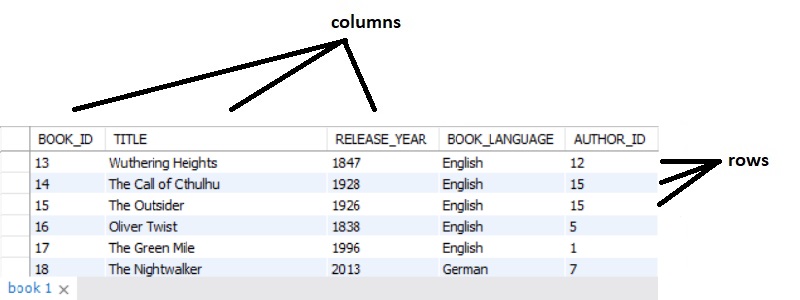 columns
BOOK_ID TITLE RELEASE_YEAR BOOK_LANGUAGE AUTHOR_ID
13 Wuthering Heights 1847 English 12
14 The Call of Cthulhu 1928 English 15
rows
15 The Outsider 1926 English 15
16 Oliver Twist 1838 English 5
17 The Green Mile 1996 English 1
18 The Nightwalker 2013 German 7
book 1 ×